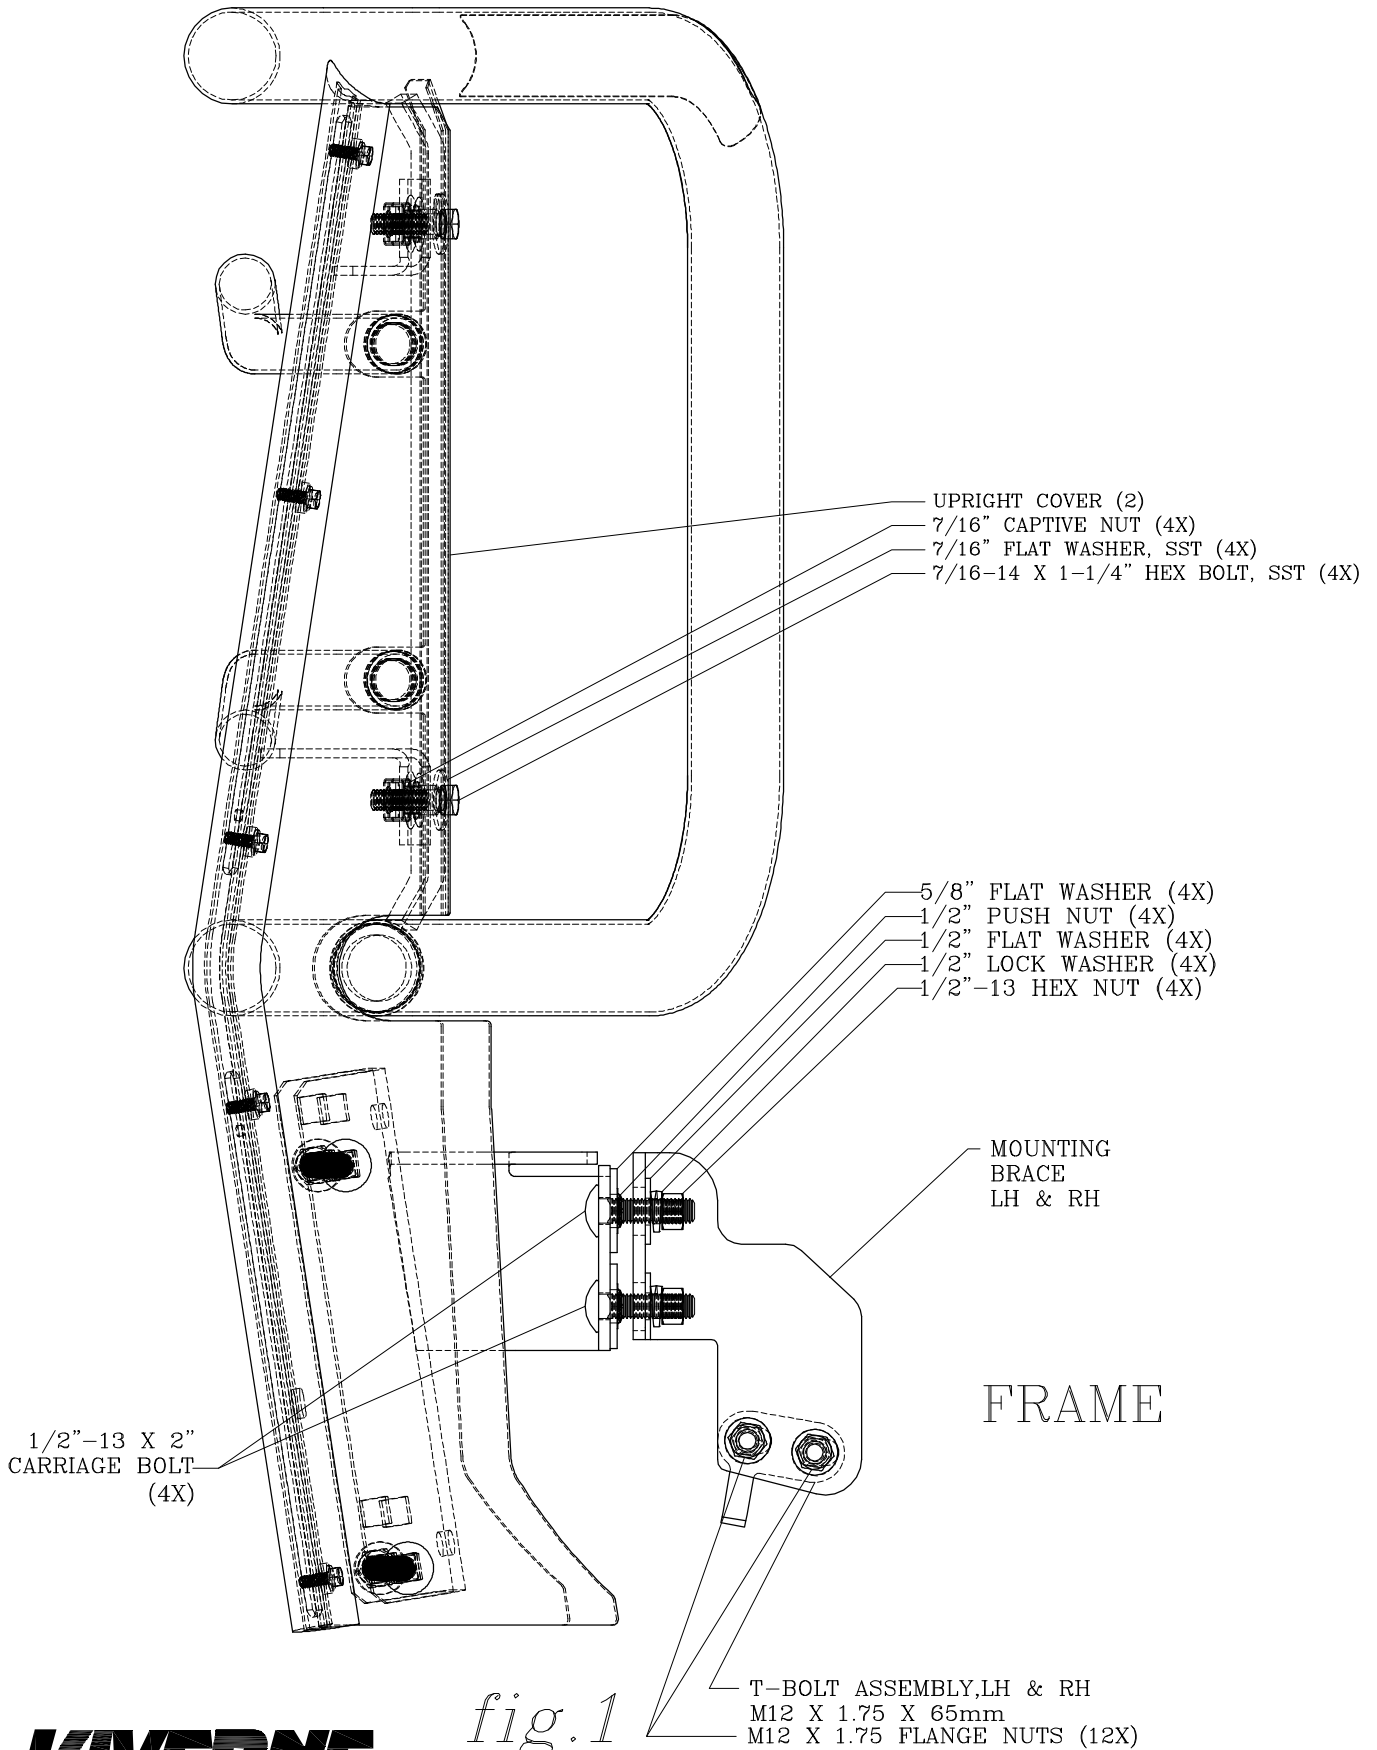 UPRIGHT COVER (2)
7/16” CAPTIVE NUT (4X)
7/16” FLAT WASHER, SST (4X)
7/16-14 X 1-1/4” HEX BOLT, SST (4X)
5/8” FLAT WASHER (4X)
1/2” PUSH NUT (4X)
1/2” FLAT WASHER (4X)
1/2” LOCK WASHER (4X)
1/2”-13 HEX NUT (4X)
MOUNTING
BRACE
LH & RH
FRAME
1/2”-13 X 2”
CARRIAGE BOLT
(4X)
T-BOLT ASSEMBLY,LH & RH
M12 X 1.75 X 65mm
M12 X 1.75 FLANGE NUTS (12X)
fig.1